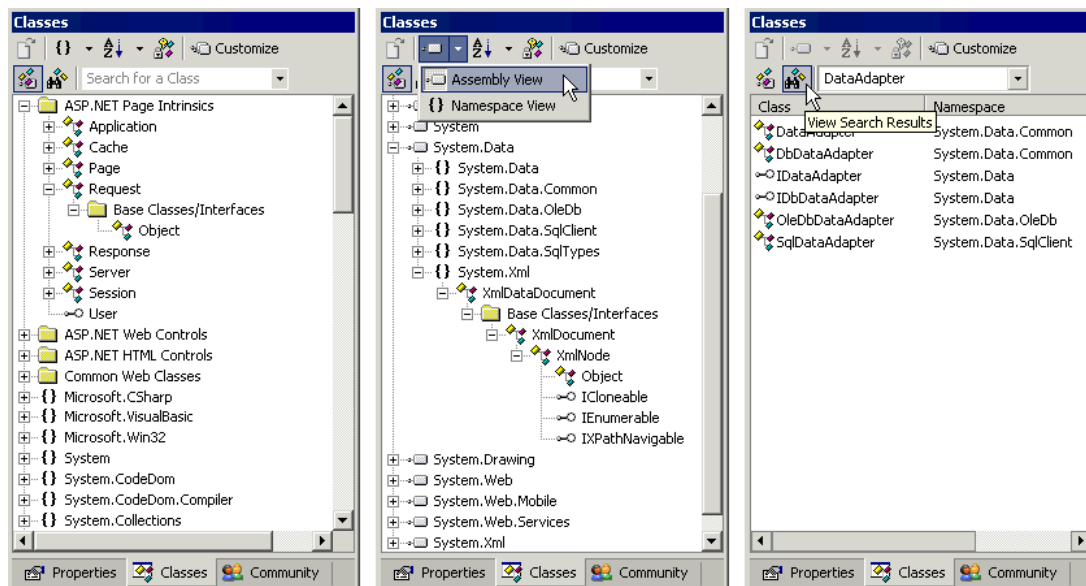 Classes
{} A Z Customize
Search for a Class
ASP.NET Page Intrinsics
Application
Cache
Page
Request
Base Classes/Interfaces
Object
Response
Server
Session
User
ASP.NET Web Controls
ASP.NET HTML Controls
Common Web Classes
{} Microsoft.CSharp
{} Microsoft.VisualBasic
{} Microsoft.Win32
{} System
{} System.CodeDom
{} System.CodeDom.Compiler
{} System.Collections
Properties Classes Community
Classes
A Z Customize
Assembly View
{} Namespace View
System
System.Data
{} System.Data
{} System.Data.Common
{} System.Data.OleDb
{} System.Data.SqlClient
{} System.Data.SqlTypes
{} System.Xml
XmlDataDocument
Base Classes/Interfaces
XmlDocument
XmlNode
Object
ICloneable
IEnumerable
IXPathNavigable
System.Drawing
System.Web
System.Web.Mobile
System.Web.Services
System.Xml
Properties Classes Community
Classes
A Z Customize
DataAdapter
Class Namespace
View Search Results
DataAdapter System.Data.Common
DbDataAdapter System.Data.Common
IDataAdapter System.Data
IDbDataAdapter System.Data
OleDbDataAdapter System.Data.OleDb
SqlDataAdapter System.Data.SqlClient
Properties Classes Community